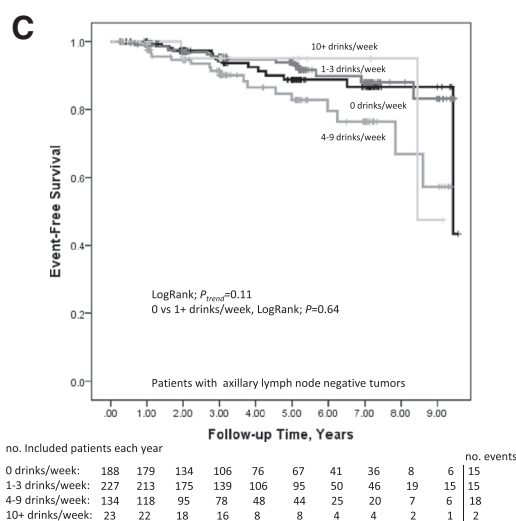 C
Event-Free Survival
1.0
0.8
0.6
0.4
0.2
0.0
10+ drinks/week
1-3 drinks/week
0 drinks/week
4-9 drinks/week
LogRank; Ptrend=0.11
0 vs 1+ drinks/week, LogRank; P=0.64
Patients with axillary lymph node negative tumors
.00 1.00 2.00 3.00 4.00 5.00 6.00 7.00 8.00 9.00
Follow-up Time, Years
no. Included patients each year no. events
0 drinks/week: 188 179 134 106 76 67 41 36 8 6 15
1-3 drinks/week: 227 213 175 139 106 95 50 46 19 15 15
4-9 drinks/week: 134 118 95 78 48 44 25 20 7 6 18
10+ drinks/week: 23 22 18 16 8 8 4 4 2 1 2